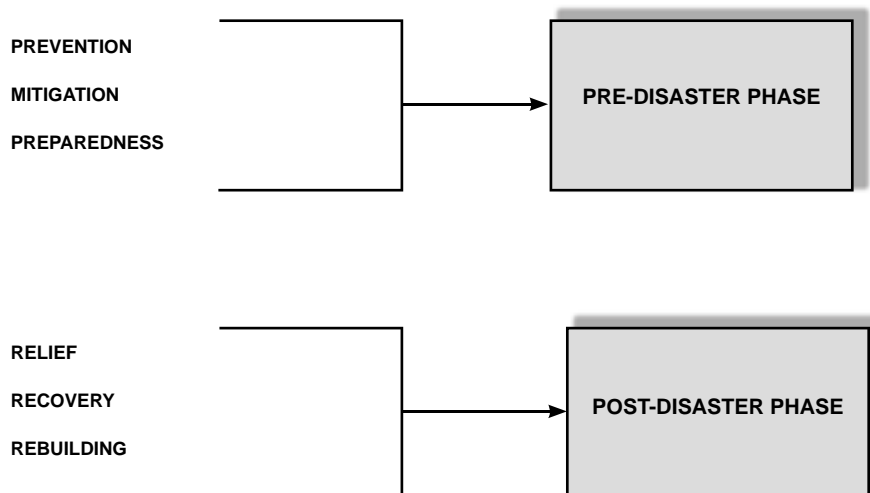 PREVENTION
MITIGATION
PREPAREDNESS
PRE-DISASTER PHASE
RELIEF
RECOVERY
REBUILDING
POST-DISASTER PHASE